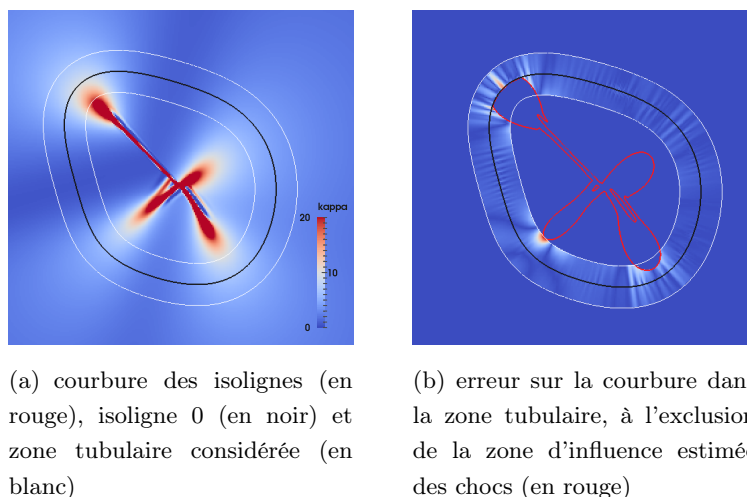 kappa
20
10
0
(a) courbure des isolignes (en
rouge), isoligne 0 (en noir) et
zone tubulaire considérée (en
blanc)
(b) erreur sur la courbure dan
la zone tubulaire, à l'exclusion
de la zone d'influence estimée
des chocs (en rouge)